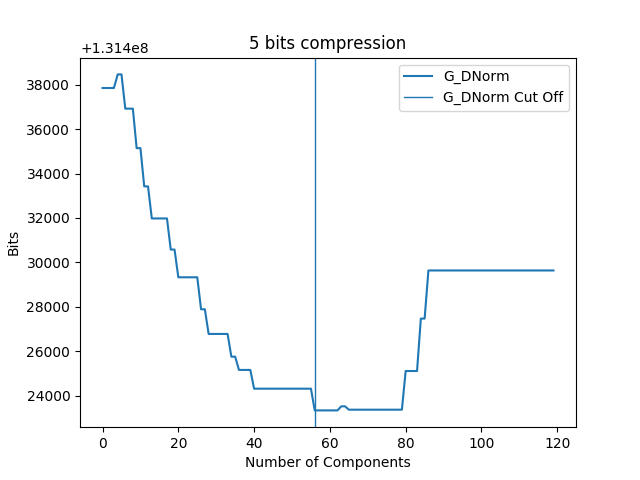 5 bits compression
+1.314e8
G_DNorm
G_DNorm Cut Off
38000
36000
34000
32000
30000
28000
26000
24000
Bits
0 20 40 60 80 100 120
Number of Components